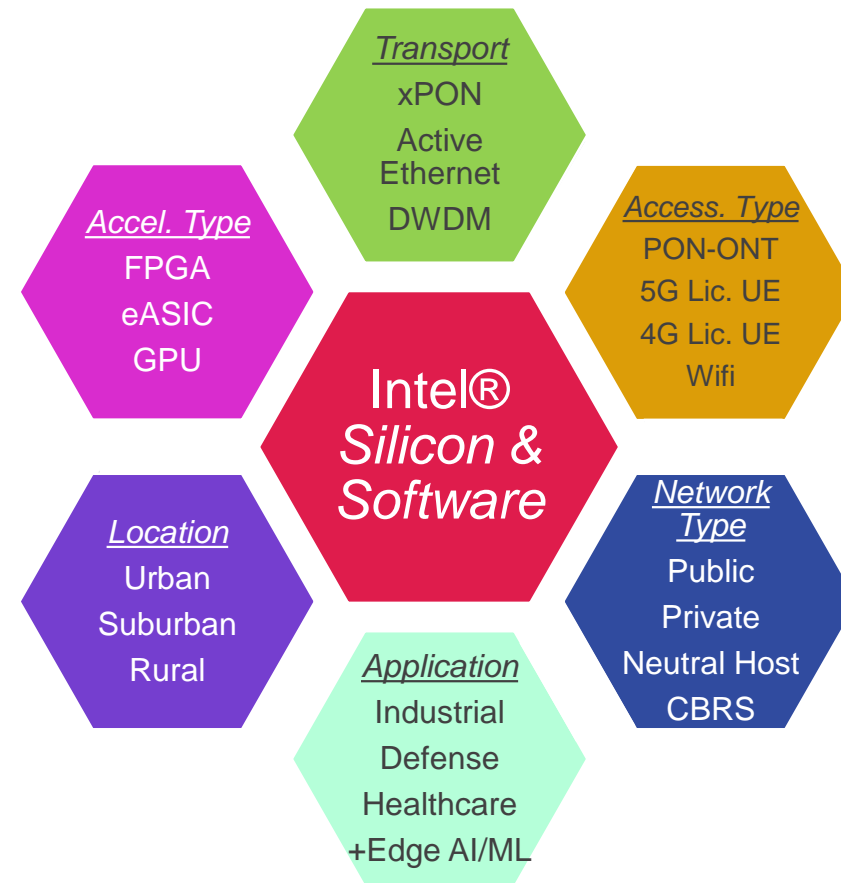 Transport
xPON
Active
Ethernet
DWDM
Accel. Type
FPGA
eASIC
GPU
Access. Type
PON-ONT
5G Lic. UE
4G Lic. UE
Wifi
Intel®
Silicon &
Software
Location
Urban
Suburban
Rural
Network
Type
Public
Private
Neutral Host
CBRS
Application
Industrial
Defense
Healthcare
+Edge AI/ML